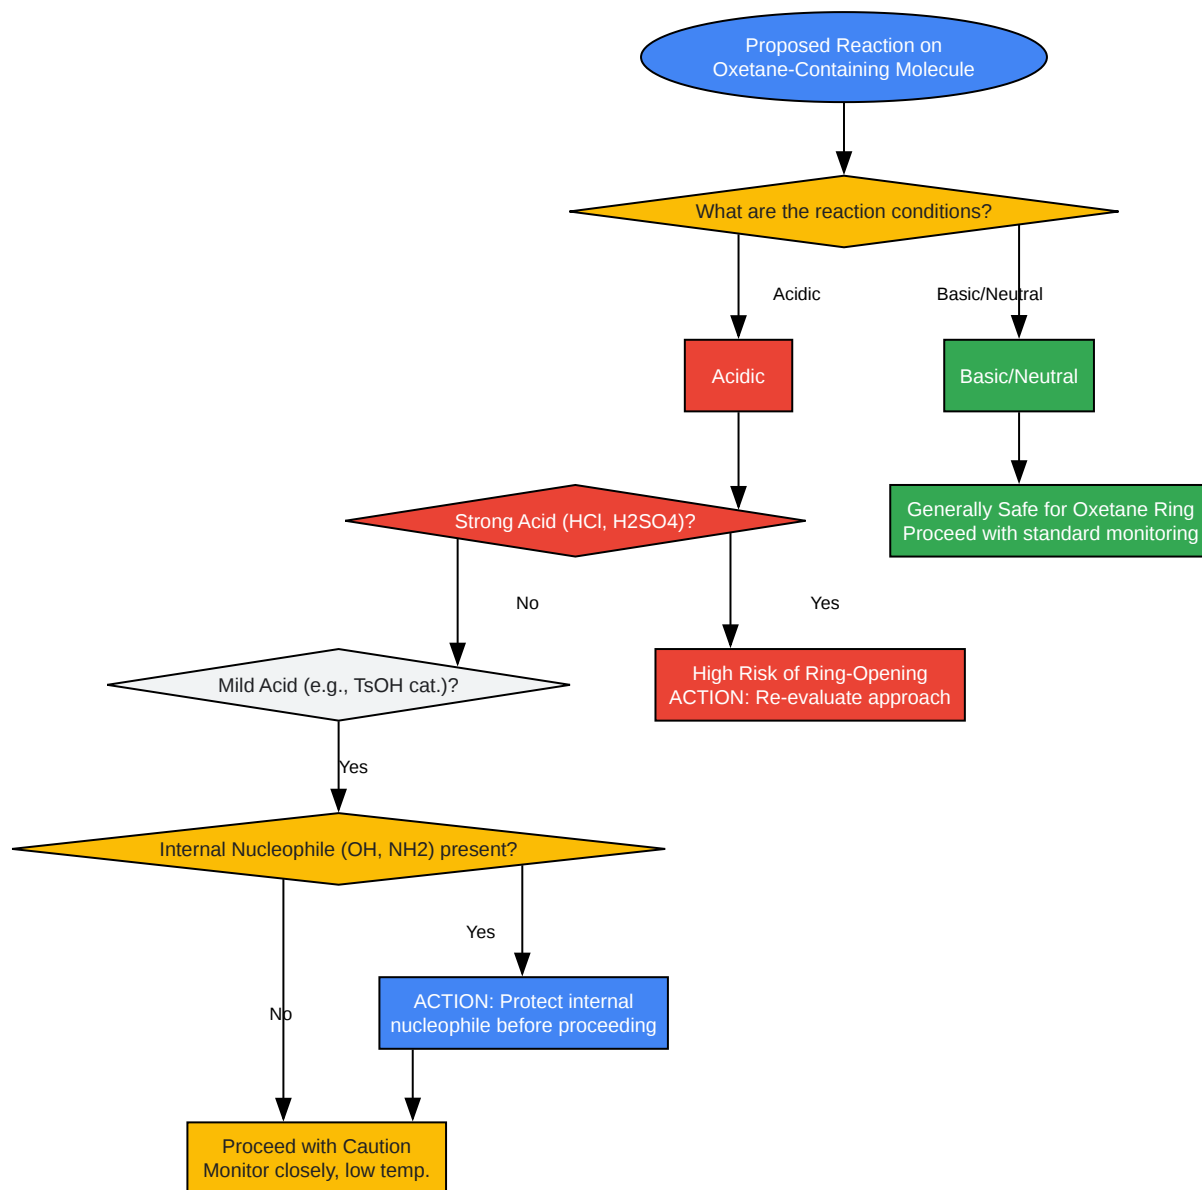 Proposed Reaction on
Oxetane-Containing Molecule
What are the reaction conditions?
Acidic
Basic/Neutral
Acidic
Basic/Neutral
Strong Acid (HCl, H2SO4)?
Generally Safe for Oxetane Ring
Proceed with standard monitoring
No
Yes
Mild Acid (e.g., TsOH cat.)?
High Risk of Ring-Opening
ACTION: Re-evaluate approach
Yes
Internal Nucleophile (OH, NH2) present?
Yes
ACTION: Protect internal
nucleophile before proceeding
No
Proceed with Caution
Monitor closely, low temp.